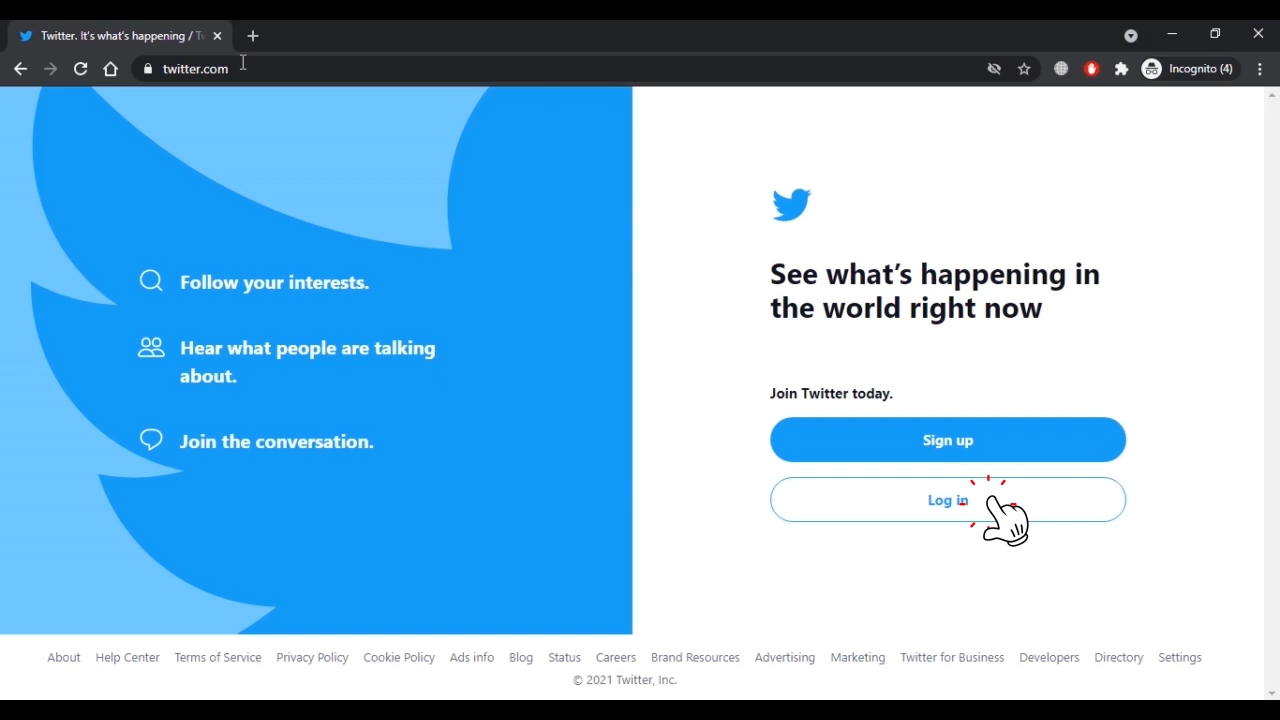 Twitter. It's what's happening / Tw
twitter.com
Incognito (4)
Follow your interests.
Hear what people are talking
about.
Join the conversation.
See what's happening in
the world right now
Join Twitter today.
Sign up
Log in
About Help Center Terms of Service Privacy Policy Cookie Policy Ads info Blog Status Careers Brand Resources Advertising Marketing Twitter for Business Developers Directory Settings
© 2021 Twitter, Inc.